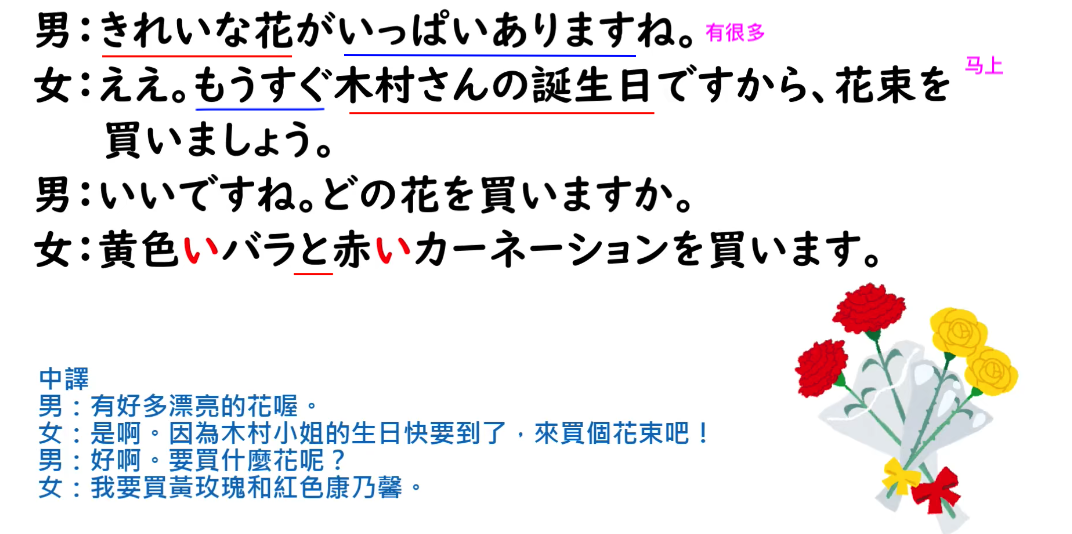 男：きれいな花がいっぱいありますね。 有很多
女：ええ。もうすぐ木村さんの誕生日ですから、花束を 马上
買いましょう。
男：いいですね。どの花を買いますか。
女：黄色いバラと赤いカーネーションを買います。
中譯
男：有好多漂亮的花喔。
女：是啊。因為木村小姐的生日快要到了，來買個花束吧！
男：好啊。要買什麼花呢？
女：我要買黃玫瑰和紅色康乃馨。